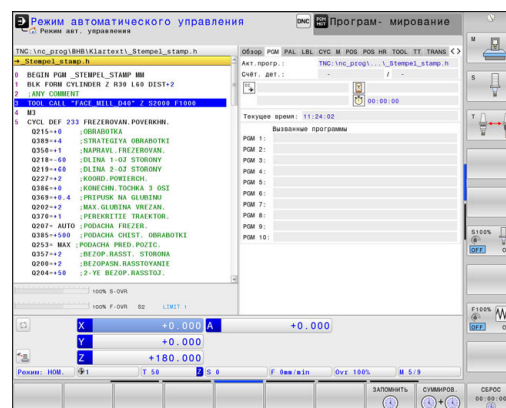 Режим автоматического управления
DNC
Програм- мирование
Режим авт. управления
TNC:\nc_prog\BHB\Klartext\_Stempel_stamp.h
→_Stempel_stamp.h
0 BEGIN PGM _STEMPEL_STAMP MM
1 BLK FORM CYLINDER Z R30 L60 DIST+2
2 ;ANY COMMENT
3 TOOL CALL "FACE_MILL_D40" Z S2000 F1000
4 M3
5 CYCL DEF 233 FREZEROVAN.POVERKHN.
Q215=+0 ;OBRABOTKA
Q389=+4 ;STRATEGIYA OBRABOTKI
Q350=+1 ;NAPRAVL.FREZEROVAN.
Q218=-60 ;DLINA 1-OJ STORONY
Q219=+60 ;DLINA 2-OJ STORONY
Q227=+2 ;KOORD.POWIERCH.
Q386=+0 ;KONECHN.TOCHKA 3 OSI
Q369=+0.4 ;PRIPUSK NA GLUBINU
Q202=+2 ;MAX.GLUBINA VREZAN.
Q370=+1 ;PEREKRITIE TRAEKTOR.
Q207= AUTO ;PODACHA FREZER.
Q385=+500 ;PODACHA CHIST. OBRABOTKI
Q253= MAX ;PODACHA PRED.POZIC.
Q357=+2 ;BEZOP.RASST. STORONA
Q200=+2 ;BEZOPASN.RASSTOYANIE
Q204=+50 ;2-YE BEZOP.RASSTOJ.
100% S-OVR
100% F-OVR S2 LIMIT 1
Обзор PGM PAL LBL CYC M POS POS HR TOOL TT TRANS
Акт.прогр.: TNC:\nc_prog\...\_Stempel_stamp.h
Счёт. дет.: - / -
00:00:00
Текущее время: 11:24:02
Вызванные программы
PGM 1:
PGM 2:
PGM 3:
PGM 4:
PGM 5:
PGM 6:
PGM 7:
PGM 8:
PGM 9:
PGM 10:
X +0.000 A +0.000
Y +0.000
Z +180.000
Режим: НОМ. 1 T 50 Z S 0 F 0mm/min Ovr 100% M 5/9
M
S
T
S100%
OFF
F100%
OFF
ЗАПОМНИТЬ
СУММИРОВ.
СБРОС
00:00:00